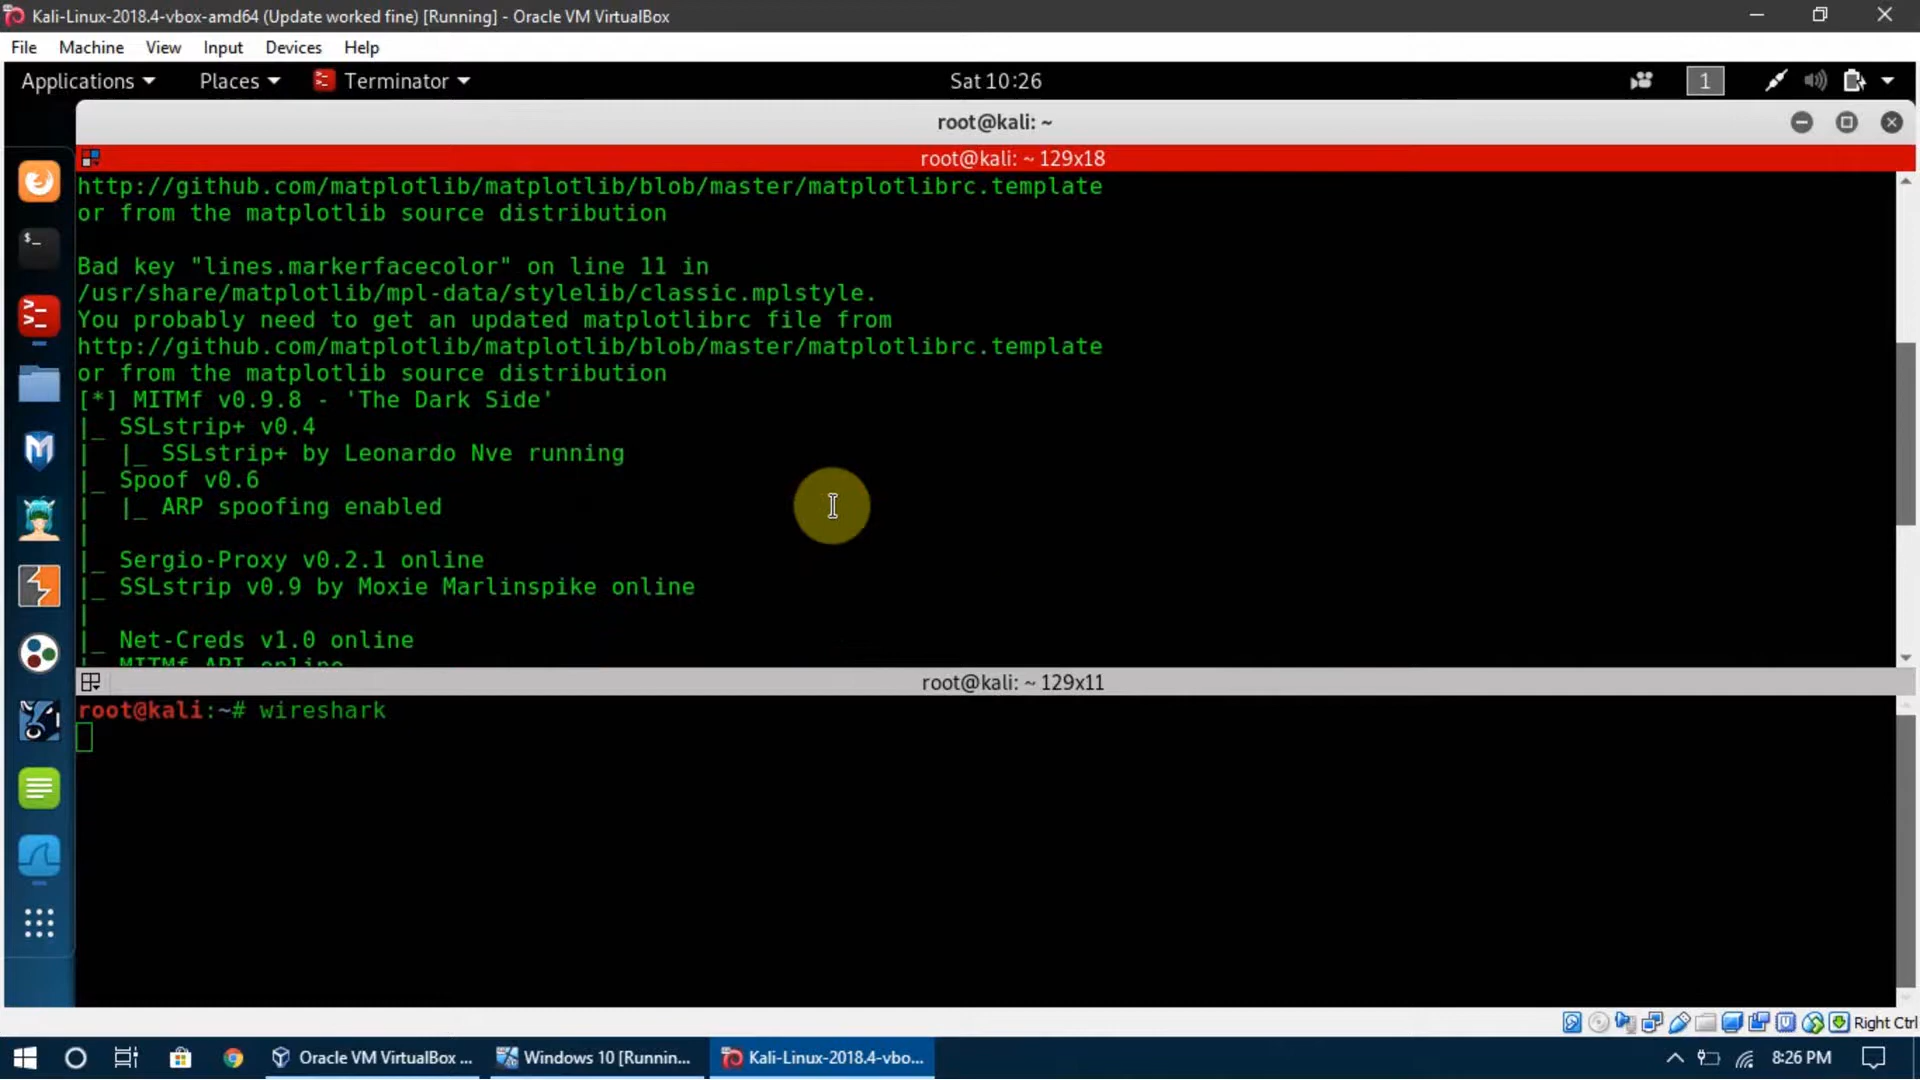 Kali-Linux-2018.4-vbox-amd64 (Update worked fine) [Running] - Oracle VM VirtualBox
File Machine View Input Devices Help
Applications Places Terminator Sat 10:26 1
root@kali: ~
root@kali: ~ 129x18
http://github.com/matplotlib/matplotlib/blob/master/matplotlibrc.template
or from the matplotlib source distribution
Bad key "lines.markerfacecolor" on line 11 in
/usr/share/matplotlib/mpl-data/stylelib/classic.mplstyle.
You probably need to get an updated matplotlibrc file from
http://github.com/matplotlib/matplotlib/blob/master/matplotlibrc.template
or from the matplotlib source distribution
[*] MITMf v0.9.8 - 'The Dark Side'
|_ SSLstrip+ v0.4
|  |_ SSLstrip+ by Leonardo Nve running
|_ Spoof v0.6
|  |_ ARP spoofing enabled
|
|_ Sergio-Proxy v0.2.1 online
|_ SSLstrip v0.9 by Moxie Marlinspike online
|
|_ Net-Creds v1.0 online
|_ MITMf-API online
root@kali: ~ 129x11
root@kali:~# wireshark
Right Ctrl
Oracle VM VirtualBox ... Windows 10 [Runnin... Kali-Linux-2018.4-vbo... 8:26 PM